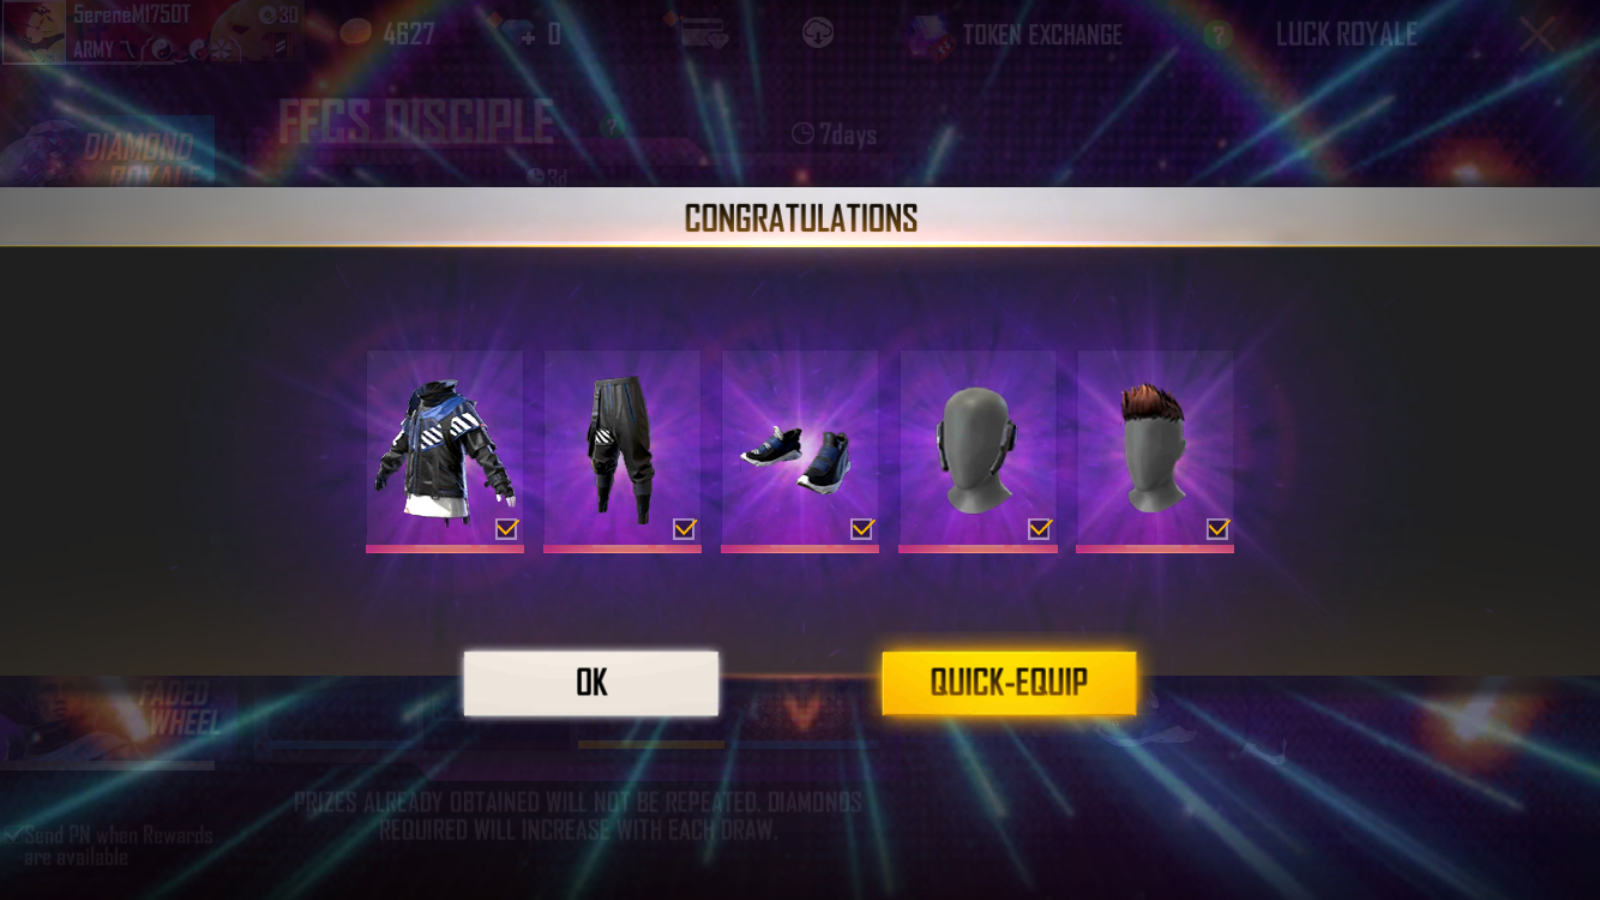 SereneM1750T
30
ARMY
4627
0
TOKEN EXCHANGE
?
LUCK ROYALE
FFCS DISCIPLE
?
7days
DIAMOND
ROYALE
3d
CONGRATULATIONS
OK
QUICK-EQUIP
FADED
WHEEL
PRIZES ALREADY OBTAINED WILL NOT BE REPEATED. DIAMONDS
REQUIRED WILL INCREASE WITH EACH DRAW.
Send PN when Rewards
are available